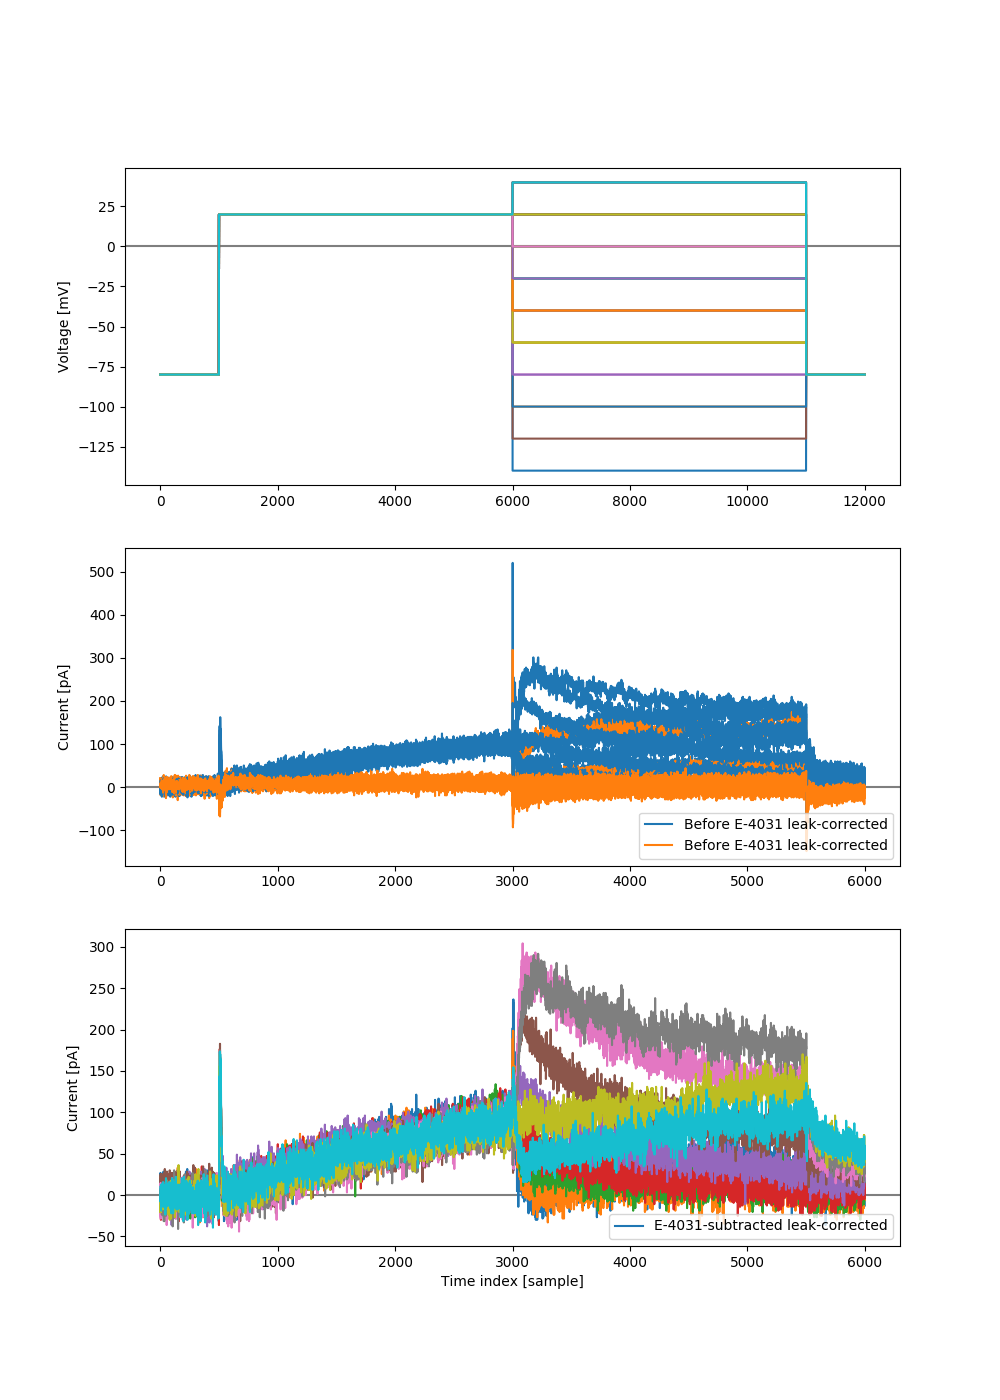 25
0
−25
−50
−75
−100
−125
Voltage [mV]
0 2000 4000 6000 8000 10000 12000
500
400
300
200
100
0
−100
Current [pA]
Before E-4031 leak-corrected
Before E-4031 leak-corrected
0 1000 2000 3000 4000 5000 6000
300
250
200
150
100
50
0
−50
Current [pA]
E-4031-subtracted leak-corrected
0 1000 2000 3000 4000 5000 6000
Time index [sample]